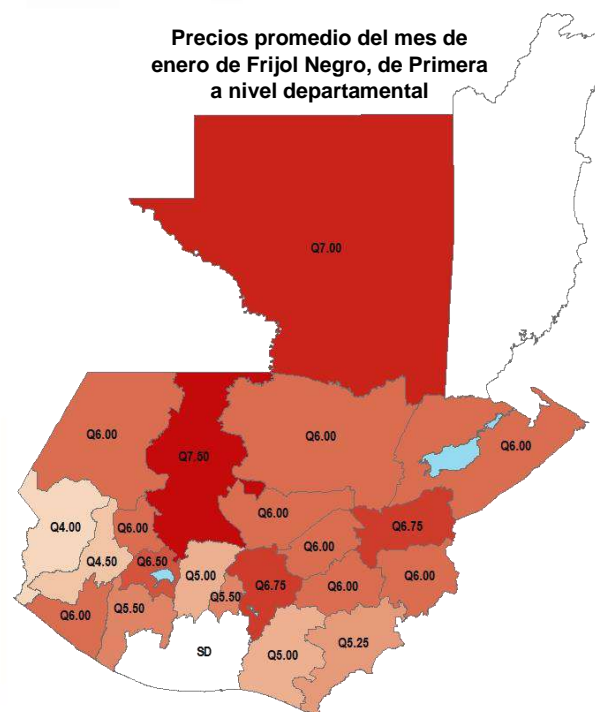 Precios promedio del mes de
enero de Frijol Negro, de Primera
a nivel departamental
Q7.00
Q6.00
Q6.00
Q6.00
Q7.50
Q6.00
Q6.75
Q4.00
Q6.00
Q6.00
Q4.50
Q6.50
Q5.00
Q6.75
Q6.00
Q6.00
Q6.00
Q5.50
Q5.50
SD
Q5.00
Q5.25